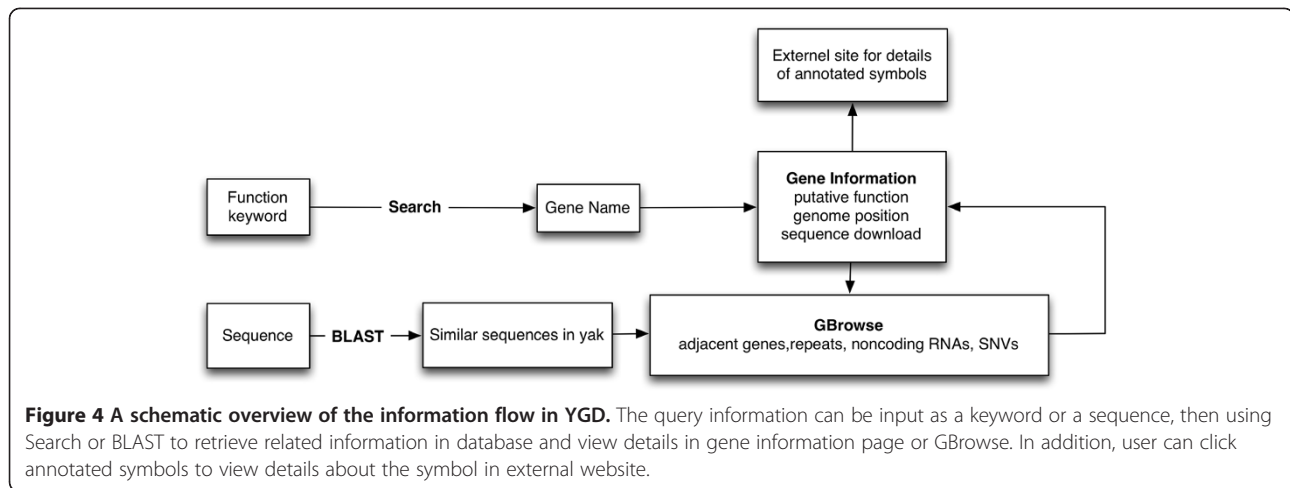 Externel site for details
of annotated symbols
Function
keyword
Search
Gene Name
Gene Information
putative function
genome position
sequence download
Sequence
BLAST
Similar sequences in yak
GBrowse
adjacent genes,repeats, noncoding RNAs, SNVs
Figure 4 A schematic overview of the information flow in YGD. The query information can be input as a keyword or a sequence, then using
Search or BLAST to retrieve related information in database and view details in gene information page or GBrowse. In addition, user can click
annotated symbols to view details about the symbol in external website.